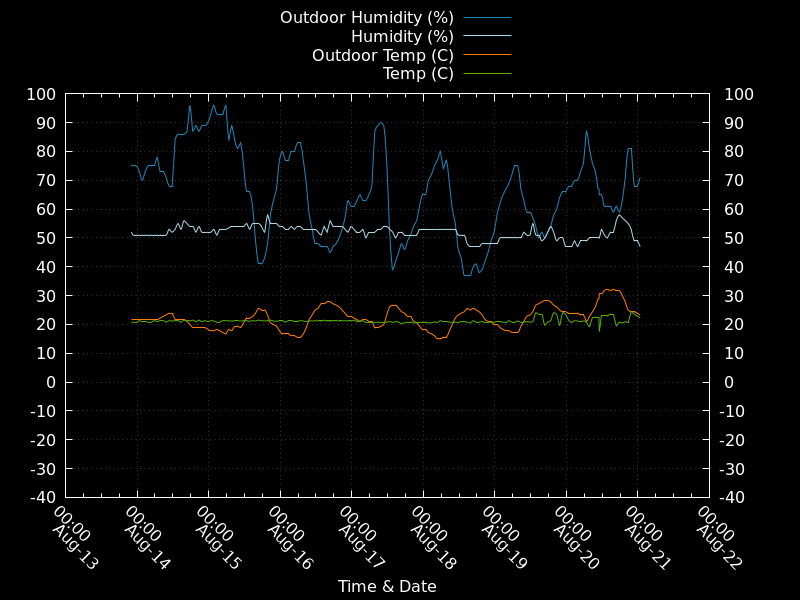 Outdoor Humidity (%)
Humidity (%)
Outdoor Temp (C)
Temp (C)
100 100
90 90
80 80
70 70
60 60
50 50
40 40
30 30
20 20
10 10
0 0
-10 -10
-20 -20
-30 -30
-40 -40
00:00 Aug-13
00:00 Aug-14
00:00 Aug-15
00:00 Aug-16
00:00 Aug-17
00:00 Aug-18
00:00 Aug-19
00:00 Aug-20
00:00 Aug-21
00:00 Aug-22
Time & Date